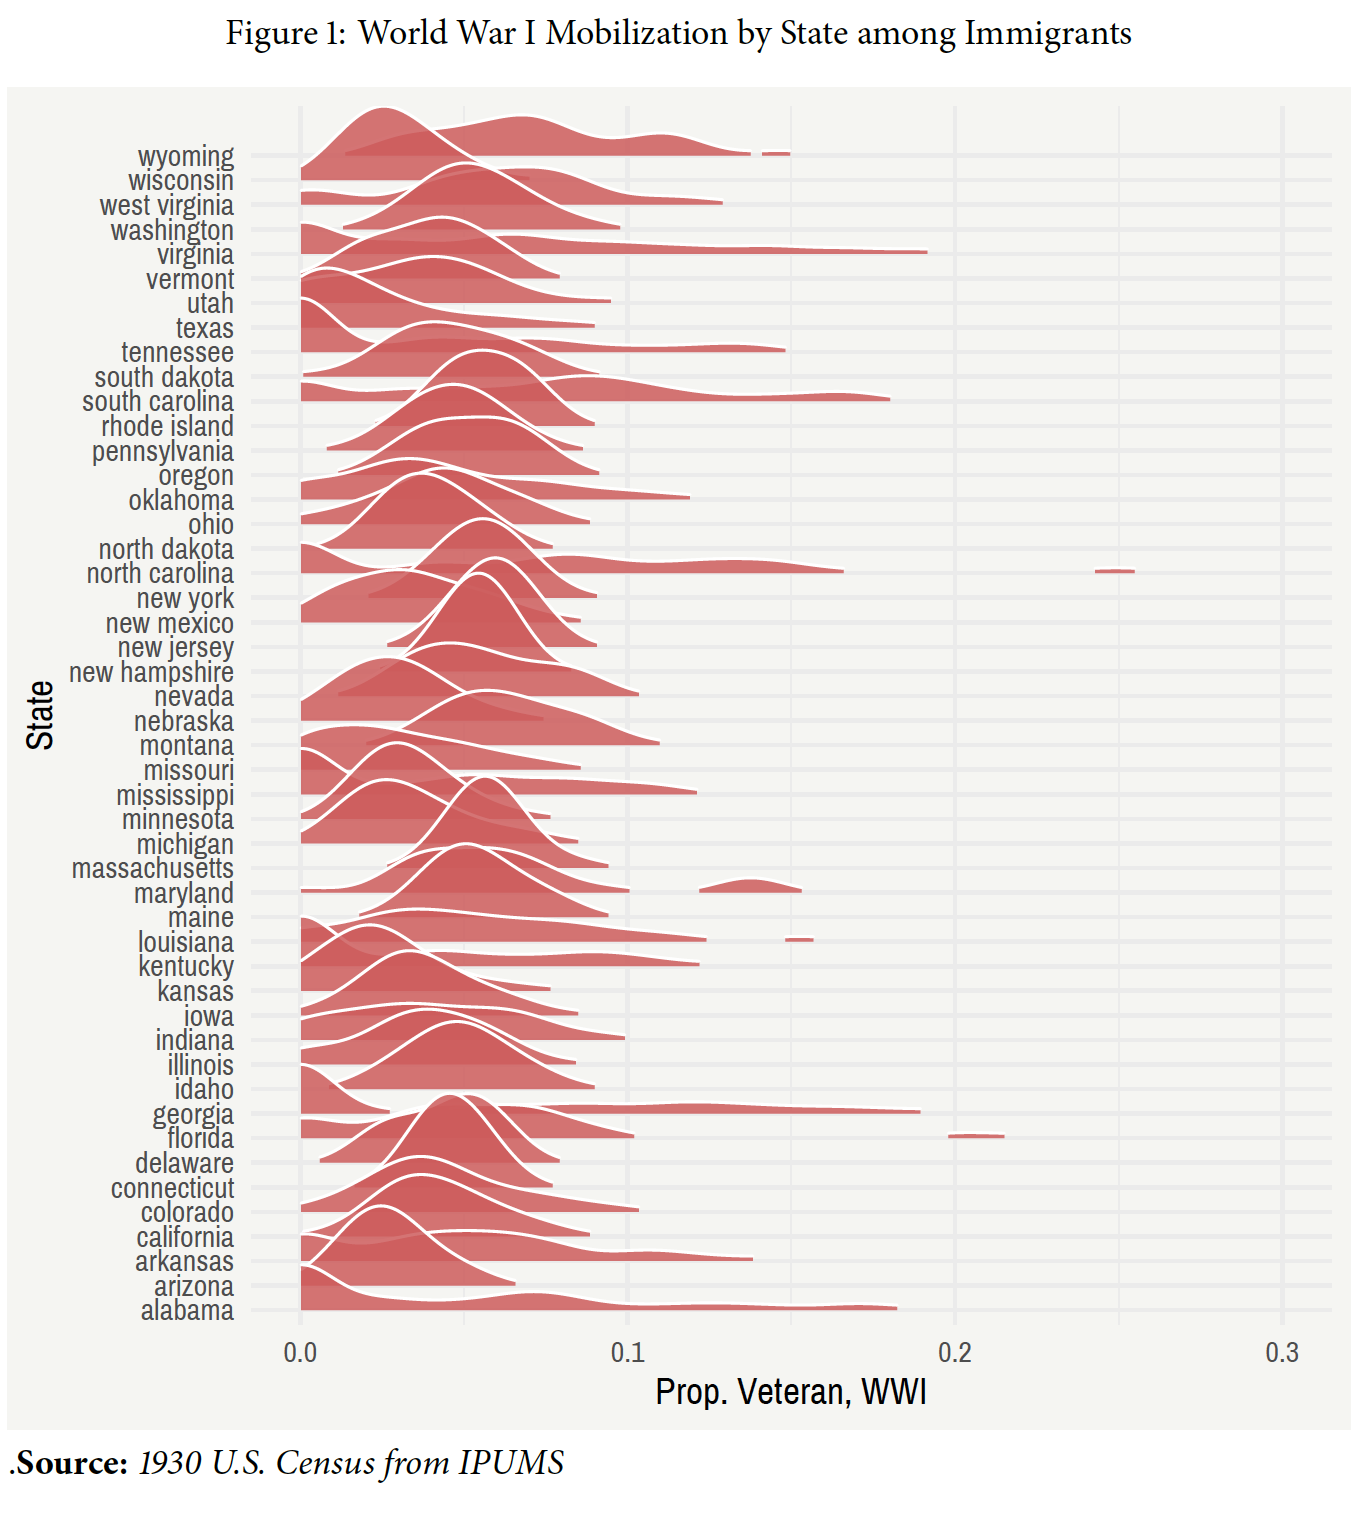 Figure 1: World War I Mobilization by State among Immigrants
wyoming
wisconsin
west virginia
washington
virginia
vermont
utah
texas
tennessee
south dakota
south carolina
rhode island
pennsylvania
oregon
oklahoma
ohio
north dakota
north carolina
new york
new mexico
new jersey
new hampshire
nevada
nebraska
montana
missouri
mississippi
minnesota
michigan
massachusetts
maryland
maine
louisiana
kentucky
kansas
iowa
indiana
illinois
idaho
georgia
florida
delaware
connecticut
colorado
california
arkansas
arizona
alabama
State
0.0 0.1 0.2 0.3
Prop. Veteran, WWI
.Source: 1930 U.S. Census from IPUMS